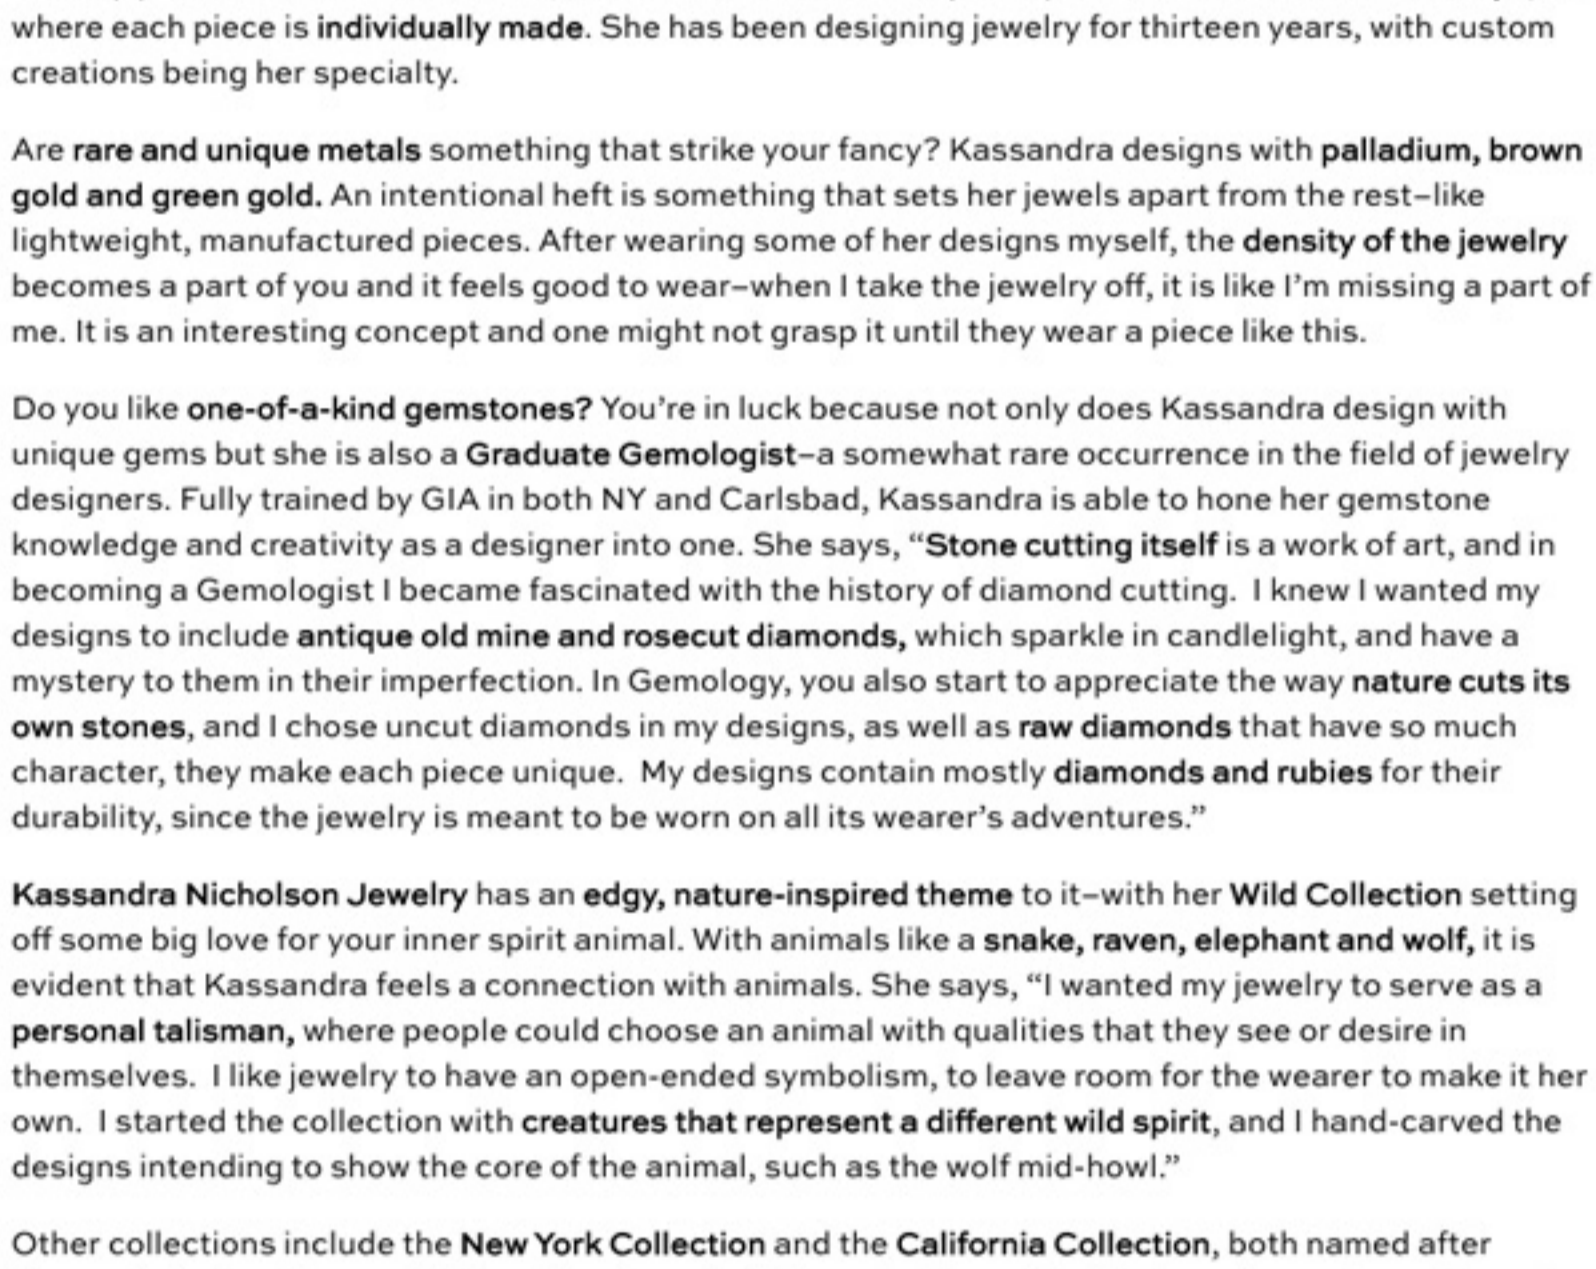 where each piece is individually made. She has been designing jewelry for thirteen years, with custom
creations being her specialty.
Are rare and unique metals something that strike your fancy? Kassandra designs with palladium, brown
gold and green gold. An intentional heft is something that sets her jewels apart from the rest–like
lightweight, manufactured pieces. After wearing some of her designs myself, the density of the jewelry
becomes a part of you and it feels good to wear–when I take the jewelry off, it is like I’m missing a part of
me. It is an interesting concept and one might not grasp it until they wear a piece like this.
Do you like one-of-a-kind gemstones? You’re in luck because not only does Kassandra design with
unique gems but she is also a Graduate Gemologist–a somewhat rare occurrence in the field of jewelry
designers. Fully trained by GIA in both NY and Carlsbad, Kassandra is able to hone her gemstone
knowledge and creativity as a designer into one. She says, “Stone cutting itself is a work of art, and in
becoming a Gemologist I became fascinated with the history of diamond cutting.  I knew I wanted my
designs to include antique old mine and rosecut diamonds, which sparkle in candlelight, and have a
mystery to them in their imperfection. In Gemology, you also start to appreciate the way nature cuts its
own stones, and I chose uncut diamonds in my designs, as well as raw diamonds that have so much
character, they make each piece unique.  My designs contain mostly diamonds and rubies for their
durability, since the jewelry is meant to be worn on all its wearer’s adventures.”
Kassandra Nicholson Jewelry has an edgy, nature-inspired theme to it–with her Wild Collection setting
off some big love for your inner spirit animal. With animals like a snake, raven, elephant and wolf, it is
evident that Kassandra feels a connection with animals. She says, “I wanted my jewelry to serve as a
personal talisman, where people could choose an animal with qualities that they see or desire in
themselves.  I like jewelry to have an open-ended symbolism, to leave room for the wearer to make it her
own.  I started the collection with creatures that represent a different wild spirit, and I hand-carved the
designs intending to show the core of the animal, such as the wolf mid-howl.”
Other collections include the New York Collection and the California Collection, both named after